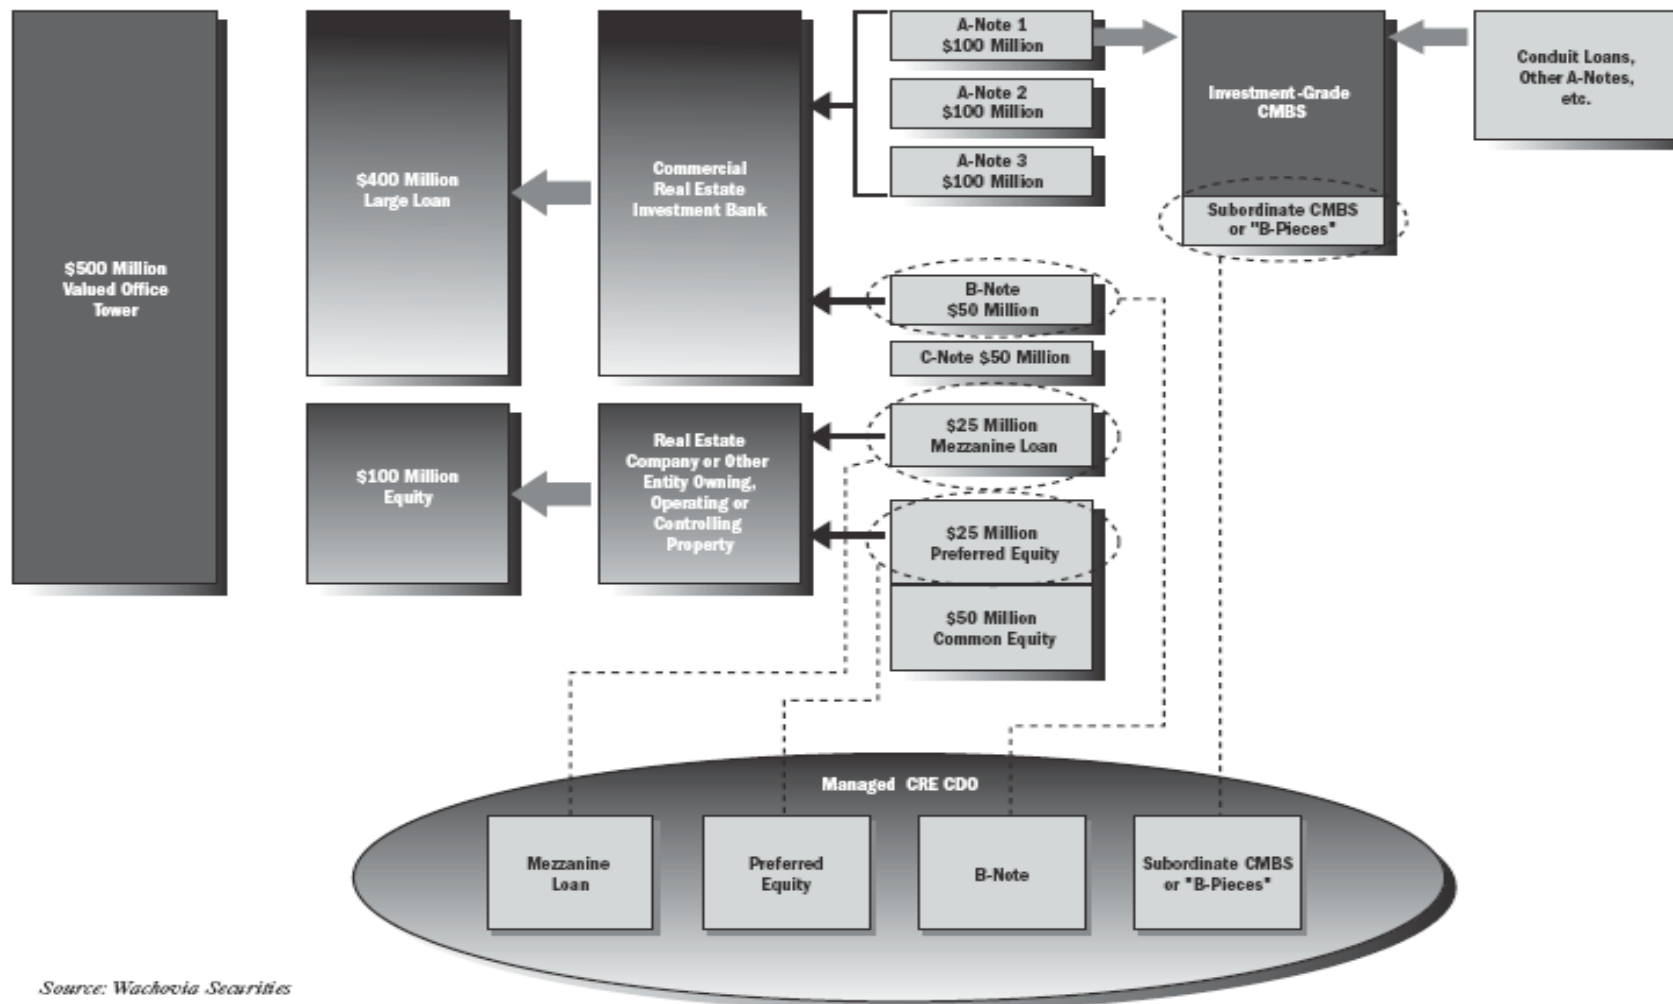 $500 Million
Valued Office
Tower
$400 Million
Large Loan
$100 Million
Equity
Commercial
Real Estate
Investment Bank
Real Estate
Company or Other
Entity Owning,
Operating or
Controlling
Property
A-Note 1
$100 Million
A-Note 2
$100 Million
A-Note 3
$100 Million
B-Note
$50 Million
C-Note $50 Million
$25 Million
Mezzanine Loan
$25 Million
Preferred Equity
$50 Million
Common Equity
Investment-Grade
CMBS
Subordinate CMBS
or "B-Pieces"
Conduit Loans,
Other A-Notes,
etc.
Managed CRE CDO
Mezzanine
Loan
Preferred
Equity
B-Note
Subordinate CMBS
or "B-Pieces"
Source: Wachovia Securities